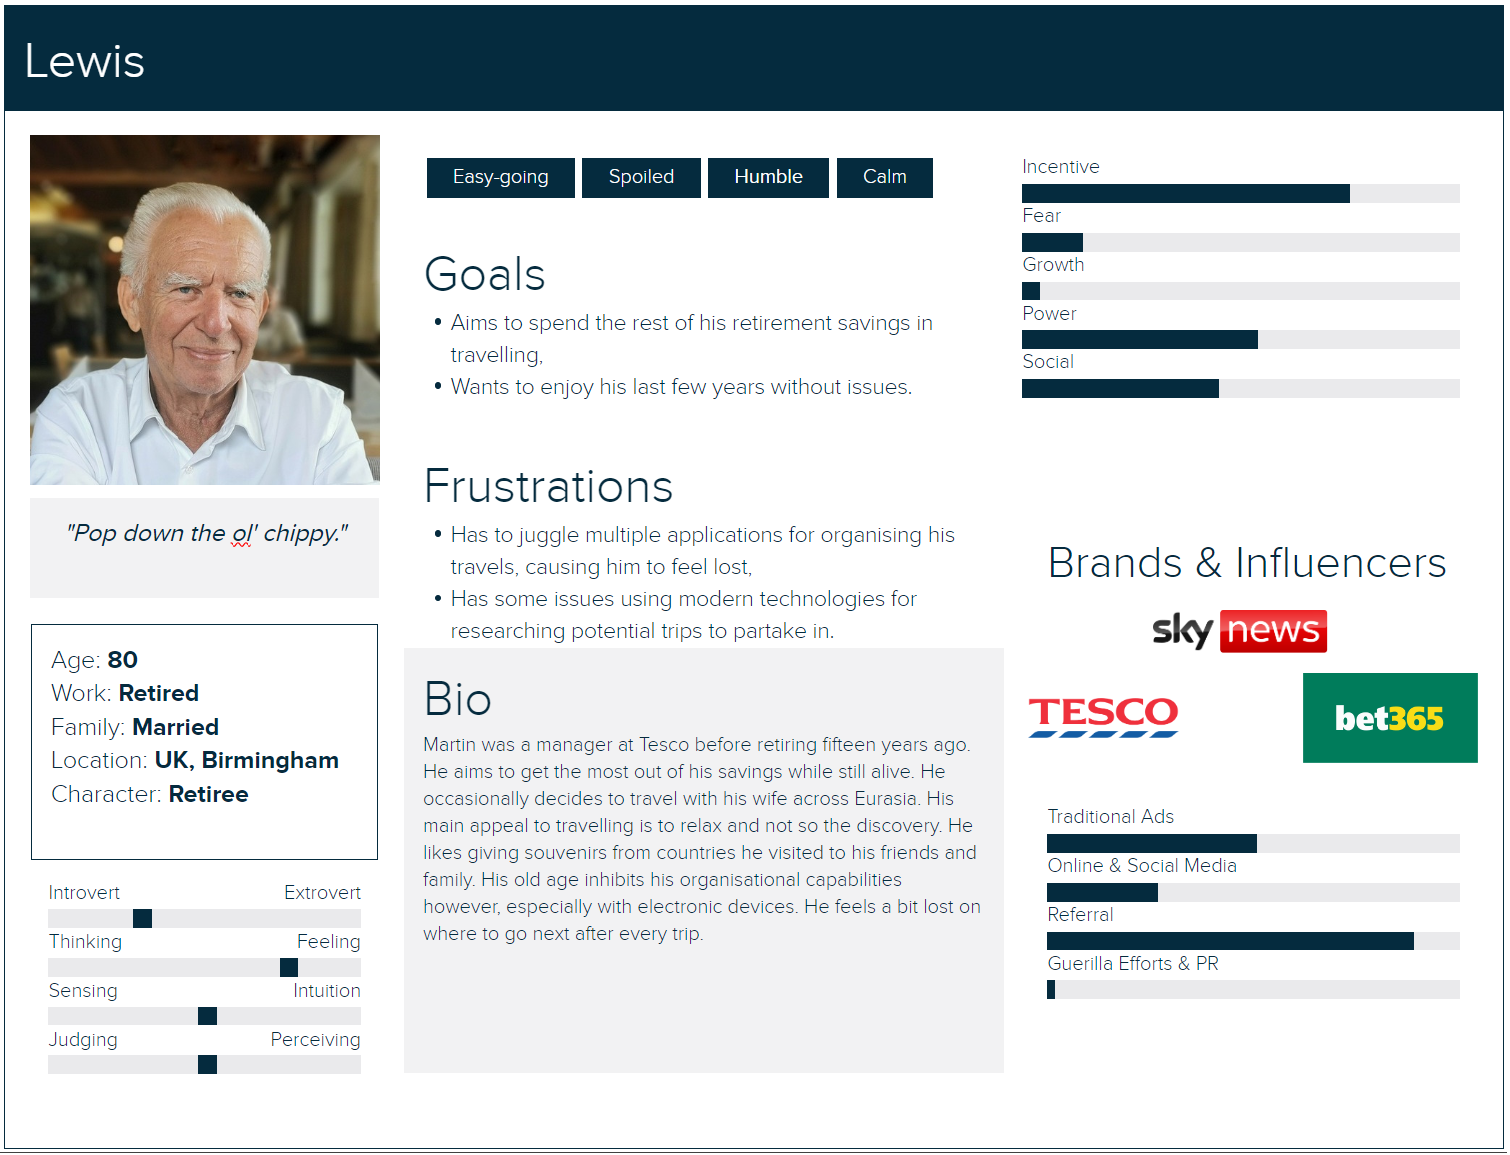 Lewis
"Pop down the ol' chippy."
Age: 80
Work: Retired
Family: Married
Location: UK, Birmingham
Character: Retiree
Introvert Extrovert
Thinking Feeling
Sensing Intuition
Judging Perceiving
Easy-going Spoiled Humble Calm
Goals
• Aims to spend the rest of his retirement savings in
travelling,
• Wants to enjoy his last few years without issues.
Frustrations
• Has to juggle multiple applications for organising his
travels, causing him to feel lost,
• Has some issues using modern technologies for
researching potential trips to partake in.
Bio
Martin was a manager at Tesco before retiring fifteen years ago.
He aims to get the most out of his savings while still alive. He
occasionally decides to travel with his wife across Eurasia. His
main appeal to travelling is to relax and not so the discovery. He
likes giving souvenirs from countries he visited to his friends and
family. His old age inhibits his organisational capabilities
however, especially with electronic devices. He feels a bit lost on
where to go next after every trip.
Incentive
Fear
Growth
Power
Social
Brands & Influencers
sky news
TESCO
bet365
Traditional Ads
Online & Social Media
Referral
Guerilla Efforts & PR